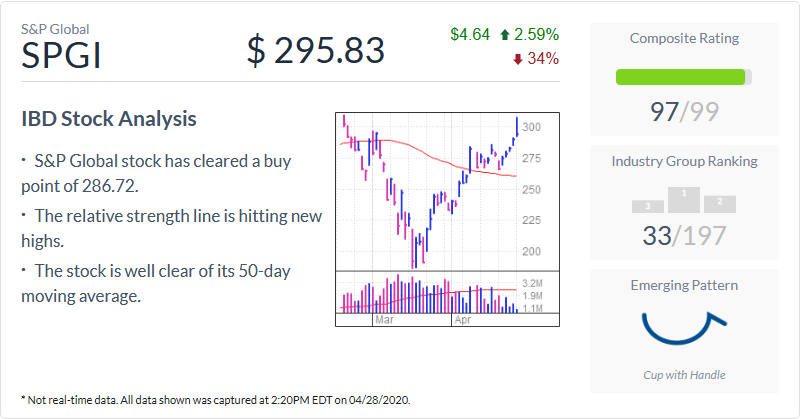 S&P Global
SPGI
$ 295.83
$4.64 2.59%
34%
IBD Stock Analysis
· S&P Global stock has cleared a buy
point of 286.72.
· The relative strength line is hitting new
highs.
· The stock is well clear of its 50-day
moving average.
300
275
250
225
200
3.2M
1.9M
1.1M
Mar Apr
Composite Rating
97/99
Industry Group Ranking
1
3 2
33/197
Emerging Pattern
Cup with Handle
* Not real-time data. All data shown was captured at 2:20PM EDT on 04/28/2020.